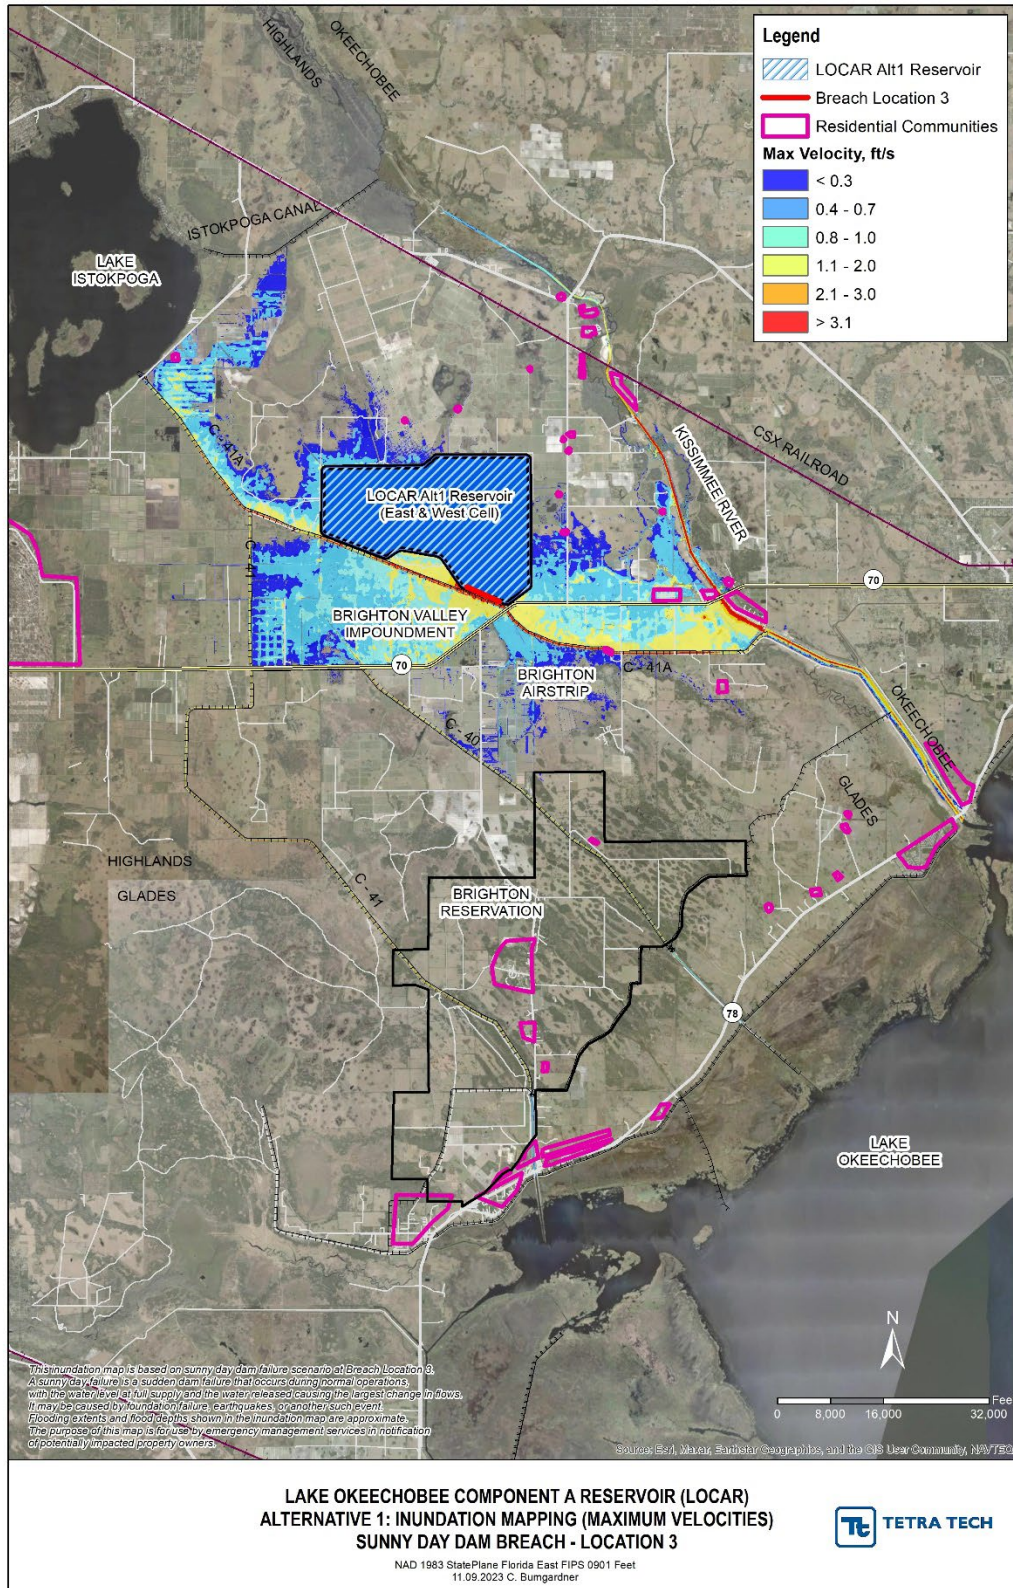 HIGHLANDS
OKEECHOBEE
Legend
LOCAR Alt1 Reservoir
Breach Location 3
Residential Communities
Max Velocity, ft/s
< 0.3
0.4 - 0.7
0.8 - 1.0
1.1 - 2.0
2.1 - 3.0
> 3.1
ISTOKPOGA CANAL
LAKE
ISTOKPOGA
C - 41A
KISSIMMEE RIVER
CSX RAILROAD
LOCAR Alt1 Reservoir
(East & West Cell)
C - 41
70
BRIGHTON VALLEY
IMPOUNDMENT
70
BRIGHTON
AIRSTRIP
C - 41A
C - 40
OKEECHOBEE
GLADES
HIGHLANDS
GLADES
C - 41
BRIGHTON
RESERVATION
78
LAKE
OKEECHOBEE
N
This inundation map is based on sunny day dam failure scenario at Breach Location 3.
A sunny day failure is a sudden dam failure that occurs during normal operations,
with the water level at full supply and the water released causing the largest change in flows.
It may be caused by foundation failure, earthquakes, or another such event.
Flooding extents and flood depths shown in the inundation map are approximate.
The purpose of this map is for use by emergency management services in notification
of potentially impacted property owners.
Fee
0 8,000 16,000 32,000
Source: Esri, Maxar, Earthstar Geographics, and the GIS User Community, NAVTEQ
LAKE OKEECHOBEE COMPONENT A RESERVOIR (LOCAR)
ALTERNATIVE 1: INUNDATION MAPPING (MAXIMUM VELOCITIES)
SUNNY DAY DAM BREACH - LOCATION 3
NAD 1983 StatePlane Florida East FIPS 0901 Feet
11.09.2023 C. Bumgardner
Tt TETRA TECH